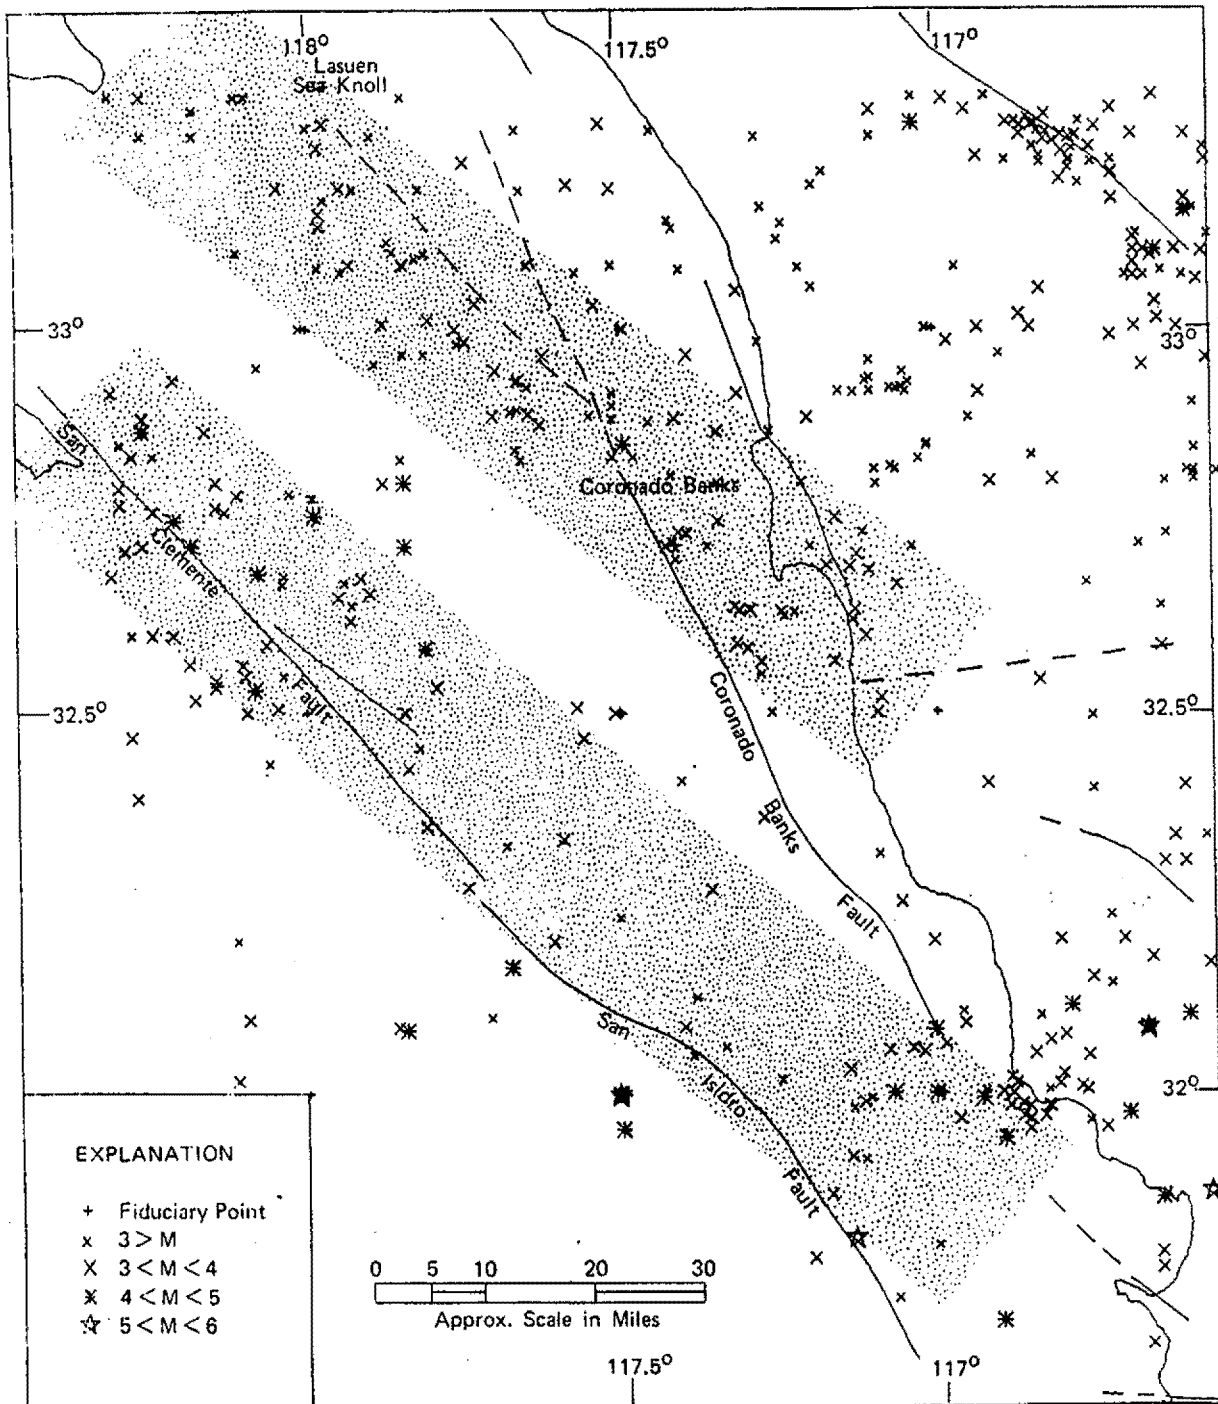 118°
117.5°
117°
Lasuen
Sea Knoll
33°
33°
San
Clemente
Fault
Coronado Banks
32.5°
32.5°
Coronado
Banks
Fault
San
Isidro
Fault
32°
EXPLANATION
+ Fiduciary Point
x 3 > M
X 3 < M < 4
* 4 < M < 5
☆ 5 < M < 6
0 5 10 20 30
Approx. Scale in Miles
117.5°
117°